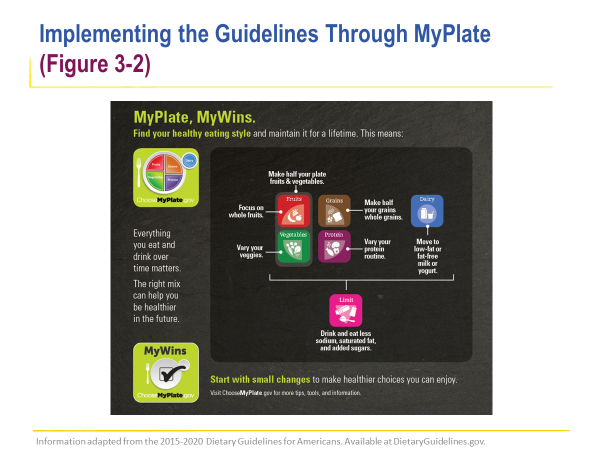 Implementing the Guidelines Through MyPlate
(Figure 3-2)
MyPlate, MyWins.
Find your healthy eating style and maintain it for a lifetime. This means:
Fruits
Grains
Vegetables
Protein
Dairy
ChooseMyPlate.gov
Everything
you eat and
drink over
time matters.
The right mix
can help you
be healthier
in the future.
MyWins
ChooseMyPlate.gov
Make half your plate
fruits & vegetables.
Focus on
whole fruits.
Fruits
Grains
Make half
your grains
whole grains.
Dairy
Vary your
veggies.
Vegetables
Protein
Vary your
protein
routine.
Move to
low-fat or
fat-free
milk or
yogurt.
Limit
Drink and eat less
sodium, saturated fat,
and added sugars.
Start with small changes to make healthier choices you can enjoy.
Visit ChooseMyPlate.gov for more tips, tools, and information.
Information adapted from the 2015-2020 Dietary Guidelines for Americans. Available at DietaryGuidelines.gov.